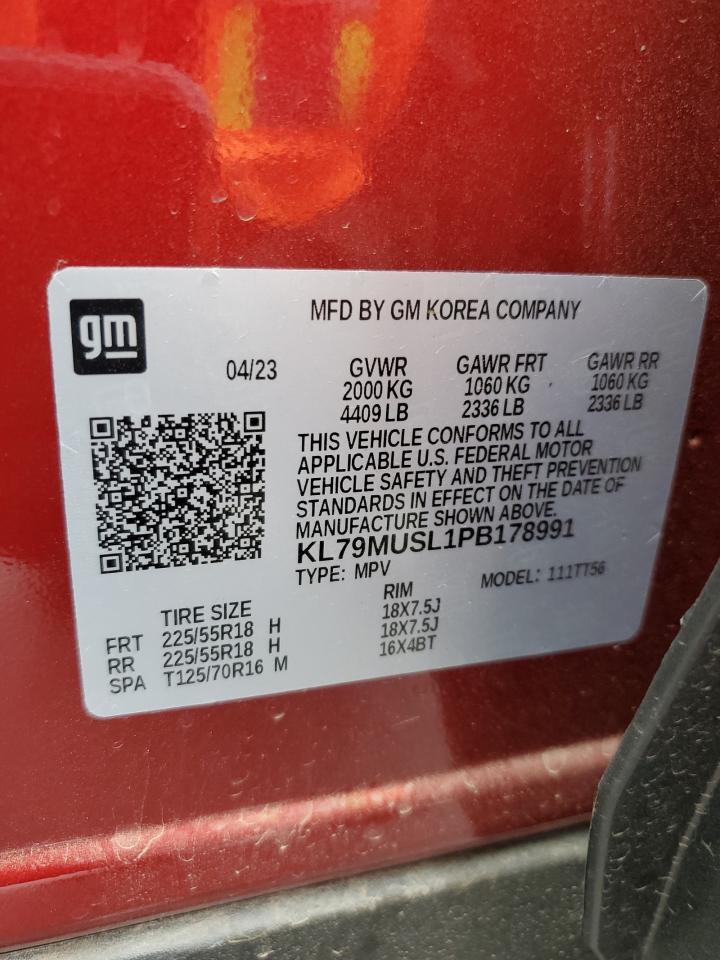 gm
MFD BY GM KOREA COMPANY
04/23 GVWR GAWR FRT GAWR RR
2000 KG 1060 KG 1060 KG
4409 LB 2336 LB 2336 LB
THIS VEHICLE CONFORMS TO ALL
APPLICABLE U.S. FEDERAL MOTOR
VEHICLE SAFETY AND THEFT PREVENTION
STANDARDS IN EFFECT ON THE DATE OF
MANUFACTURE SHOWN ABOVE.
KL79MUSL1PB178991
TYPE: MPV MODEL: 111TT56
TIRE SIZE RIM
FRT 225/55R18 H 18X7.5J
RR 225/55R18 H 18X7.5J
SPA T125/70R16 M 16X4BT